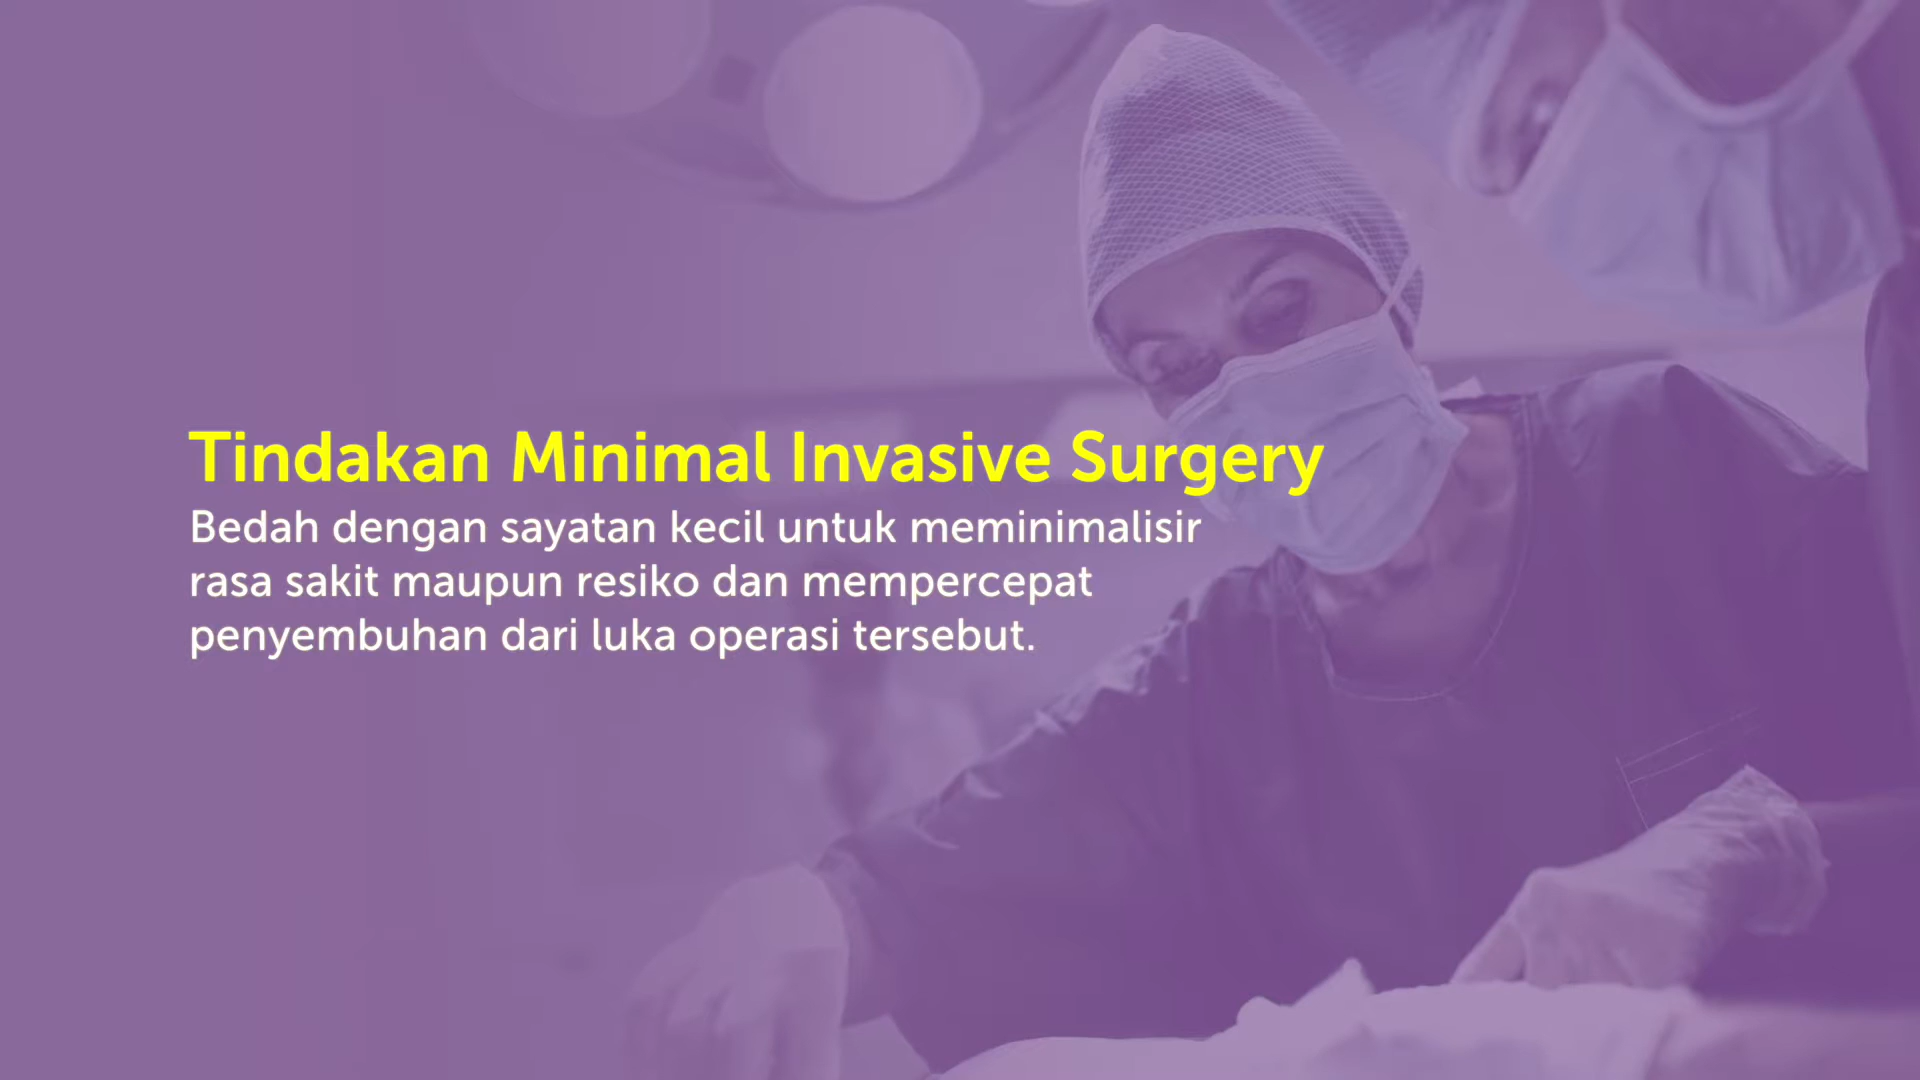 Tindakan Minimal Invasive Surgery
Bedah dengan sayatan kecil untuk meminimalisir
rasa sakit maupun resiko dan mempercepat
penyembuhan dari luka operasi tersebut.